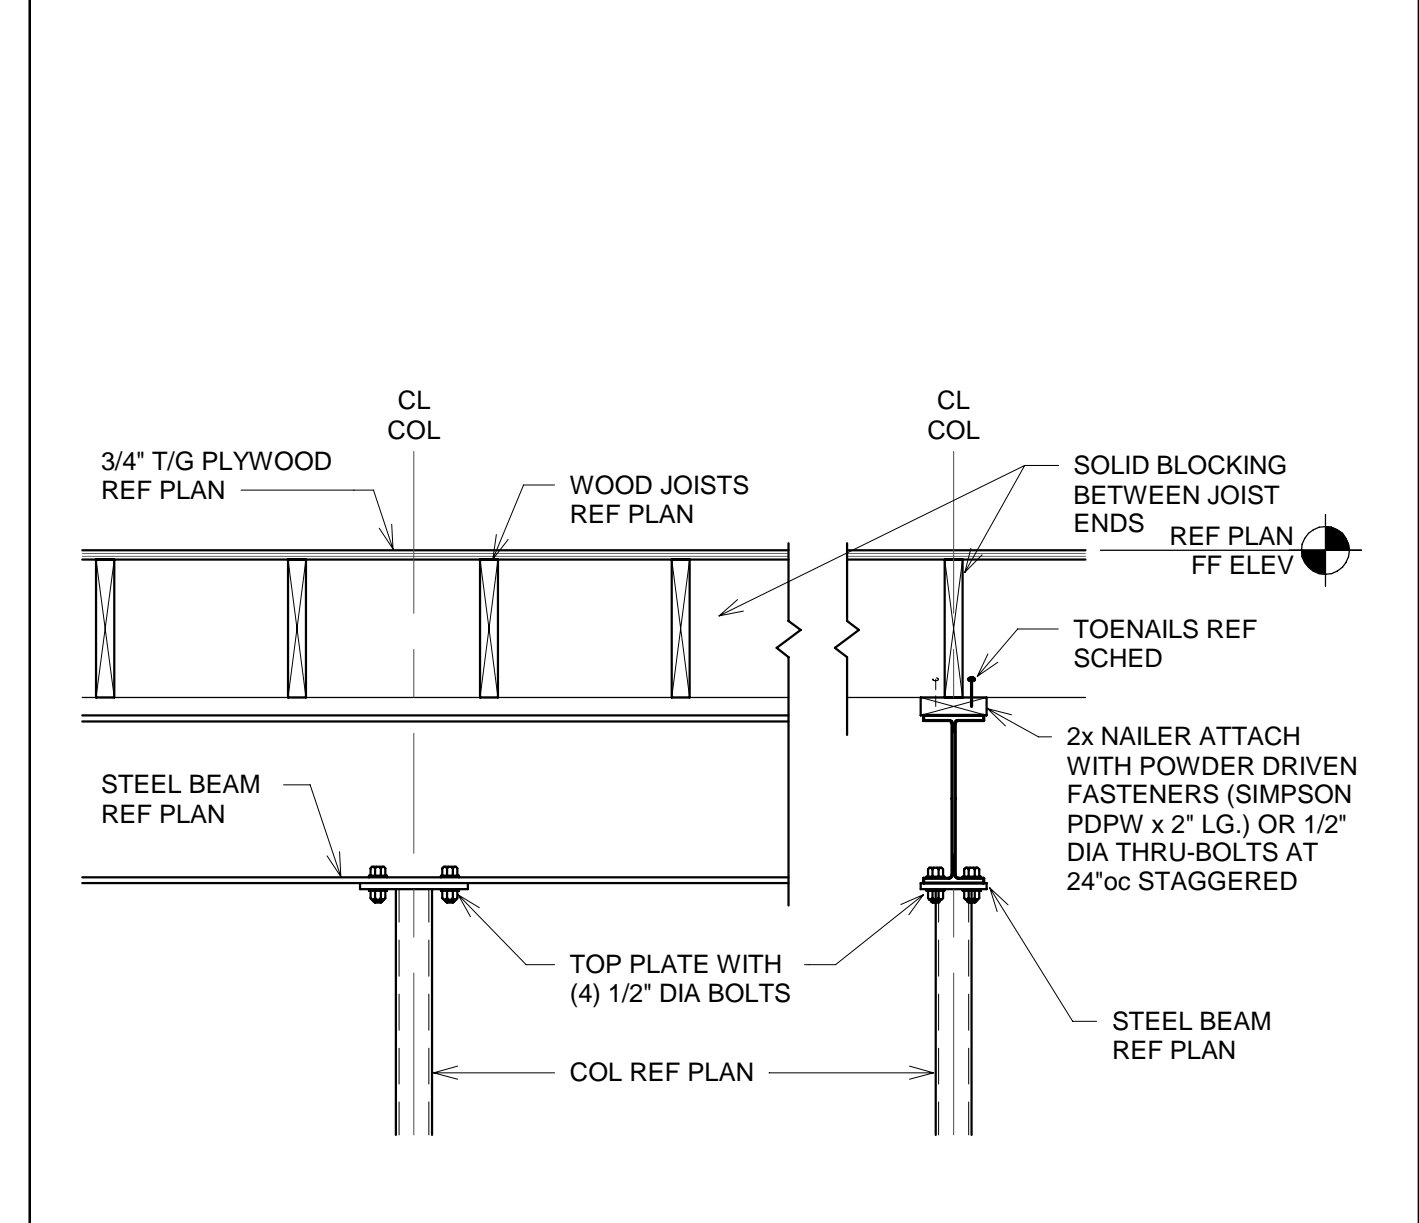 CL
COL
CL
COL
3/4" T/G PLYWOOD
REF PLAN
WOOD JOISTS
REF PLAN
SOLID BLOCKING
BETWEEN JOIST
ENDS
REF PLAN
FF ELEV
TOENAILS REF
SCHED
2x NAILER ATTACH
WITH POWDER DRIVEN
FASTENERS (SIMPSON
PDPW x 2" LG.) OR 1/2"
DIA THRU-BOLTS AT
24"oc STAGGERED
STEEL BEAM
REF PLAN
TOP PLATE WITH
(4) 1/2" DIA BOLTS
STEEL BEAM
REF PLAN
COL REF PLAN